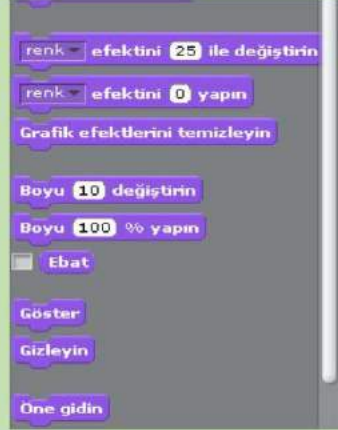 renk efektini 25 ile değiştirin
renk efektini 0 yapın
Grafik efektlerini temizleyin
Boyu 10 değiştirin
Boyu 100 % yapın
Ebat
Göster
Gizleyin
Öne gidin